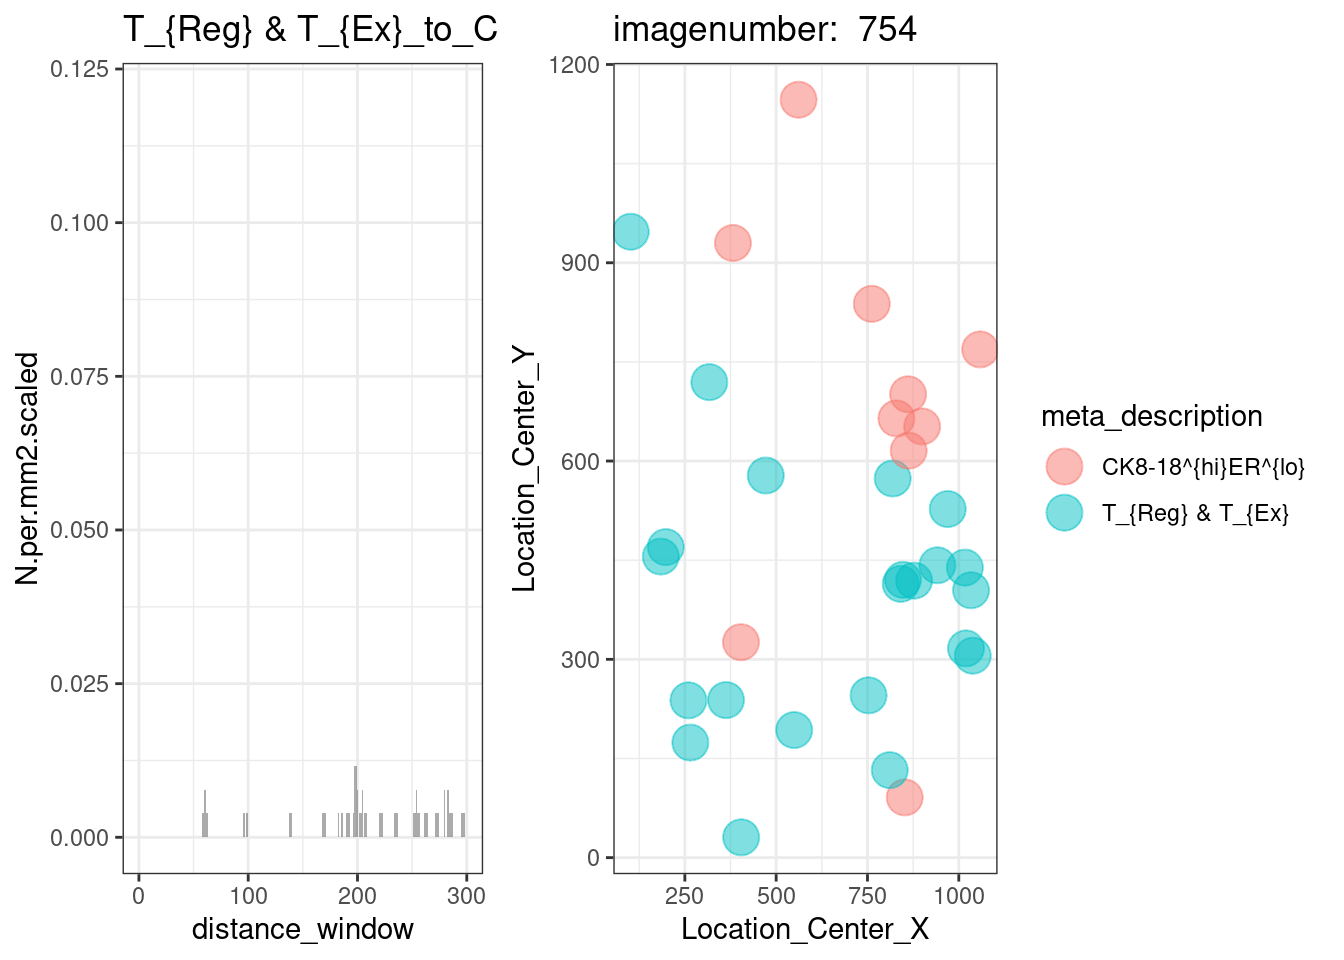 T_{Reg} & T_{Ex}_to_C
imagenumber:  754
N.per.mm2.scaled
0.125
0.100
0.075
0.050
0.025
0.000
0
100
200
300
distance_window
Location_Center_Y
1200
900
600
300
0
250
500
750
1000
Location_Center_X
meta_description
CK8-18^{hi}ER^{lo}
T_{Reg} & T_{Ex}